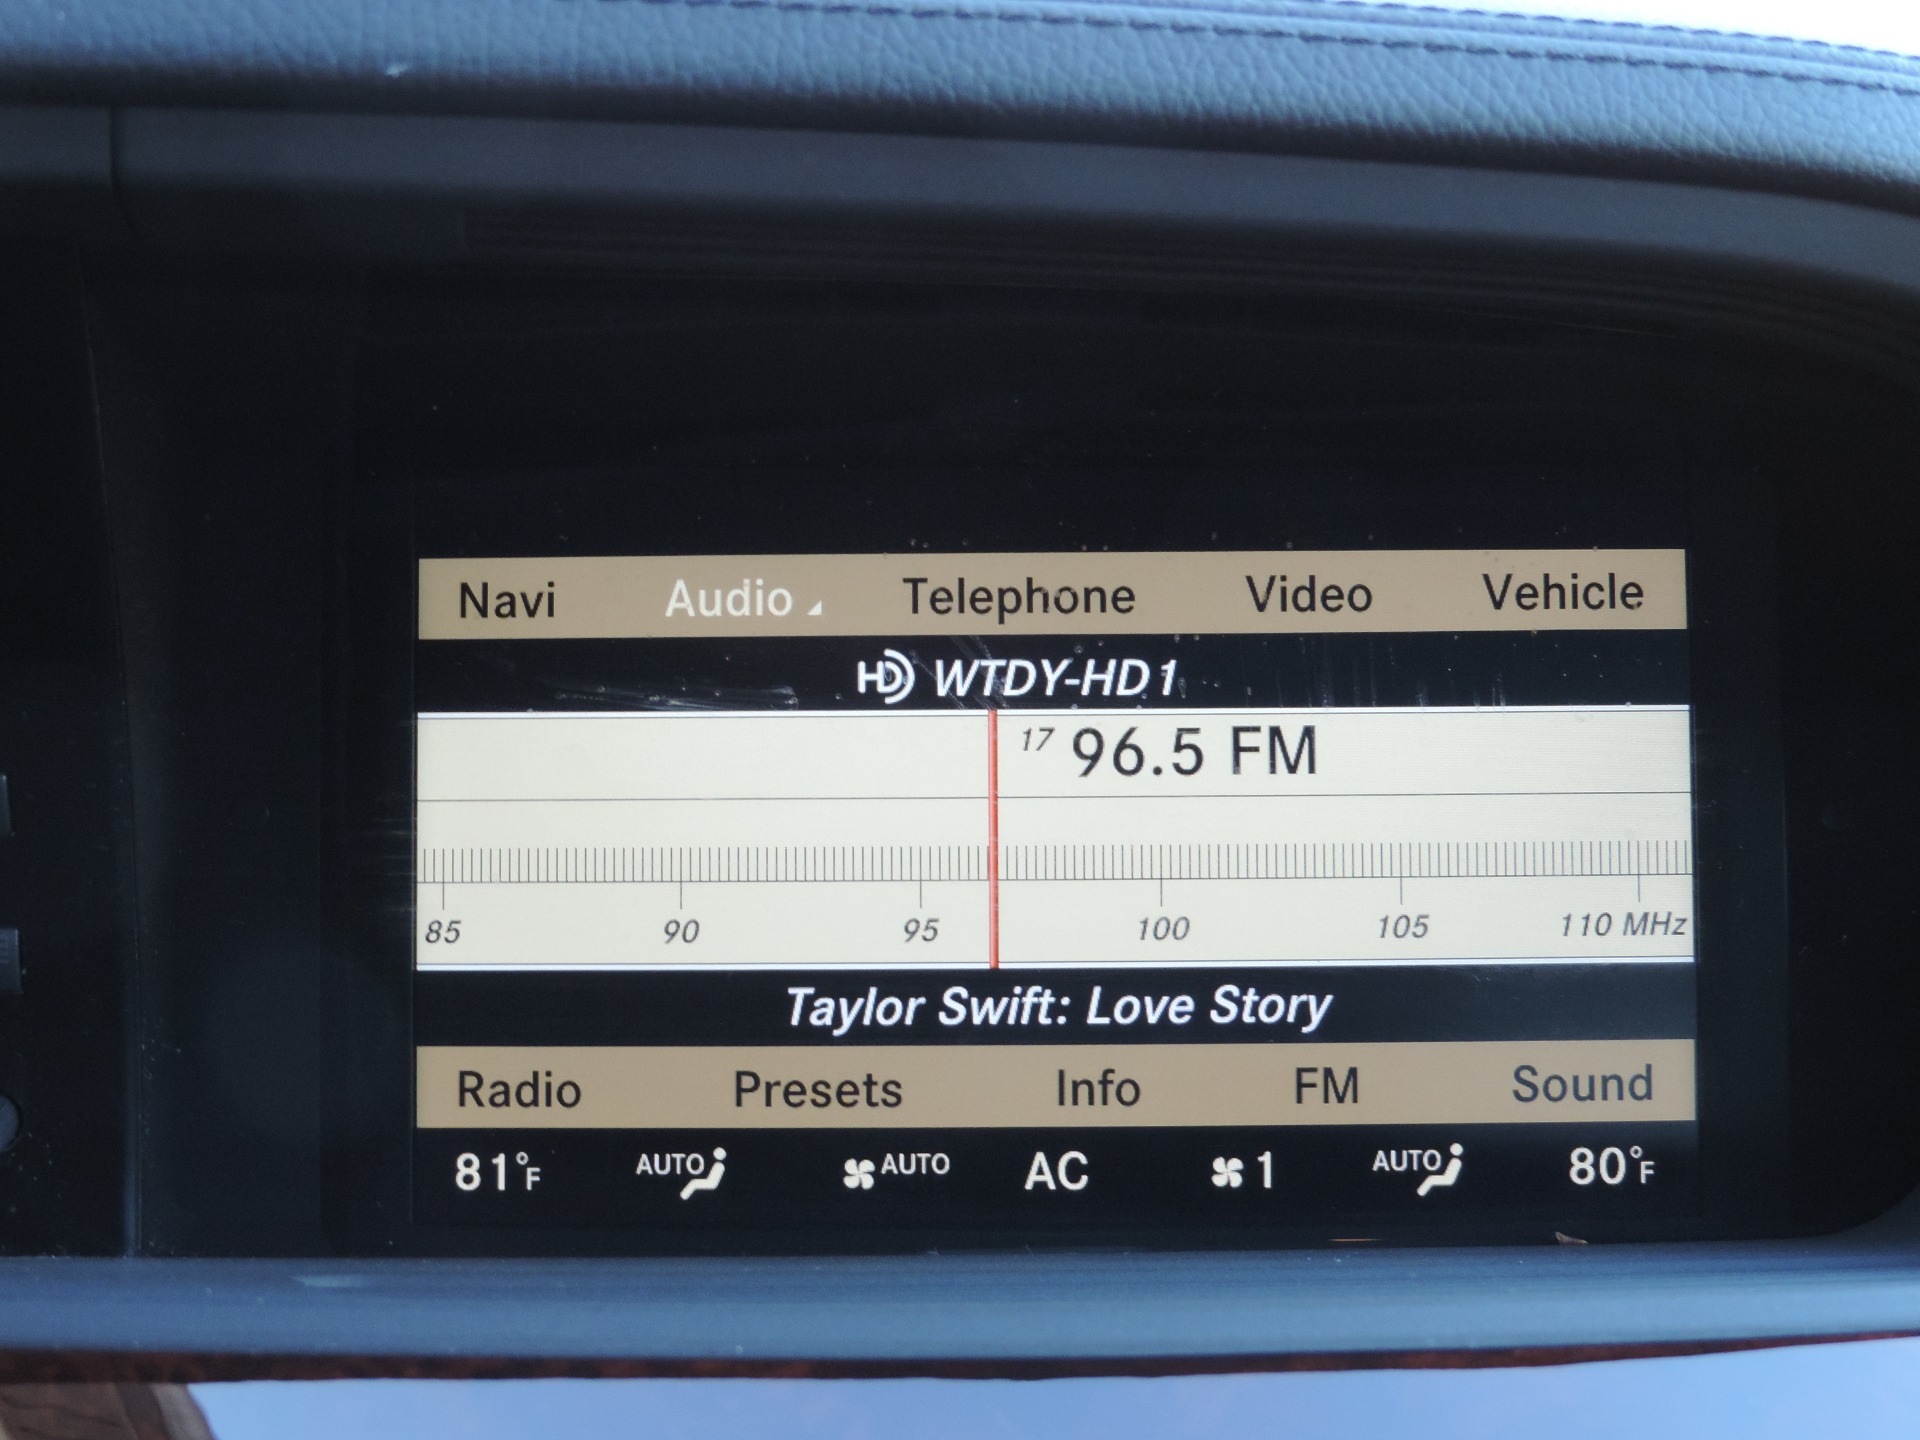 Navi Audio Telephone Video Vehicle
HD WTDY-HD1
17 96.5 FM
85 90 95 100 105 110 MHz
Taylor Swift: Love Story
Radio Presets Info FM Sound
81°F AUTO AUTO AC 1 AUTO 80°F